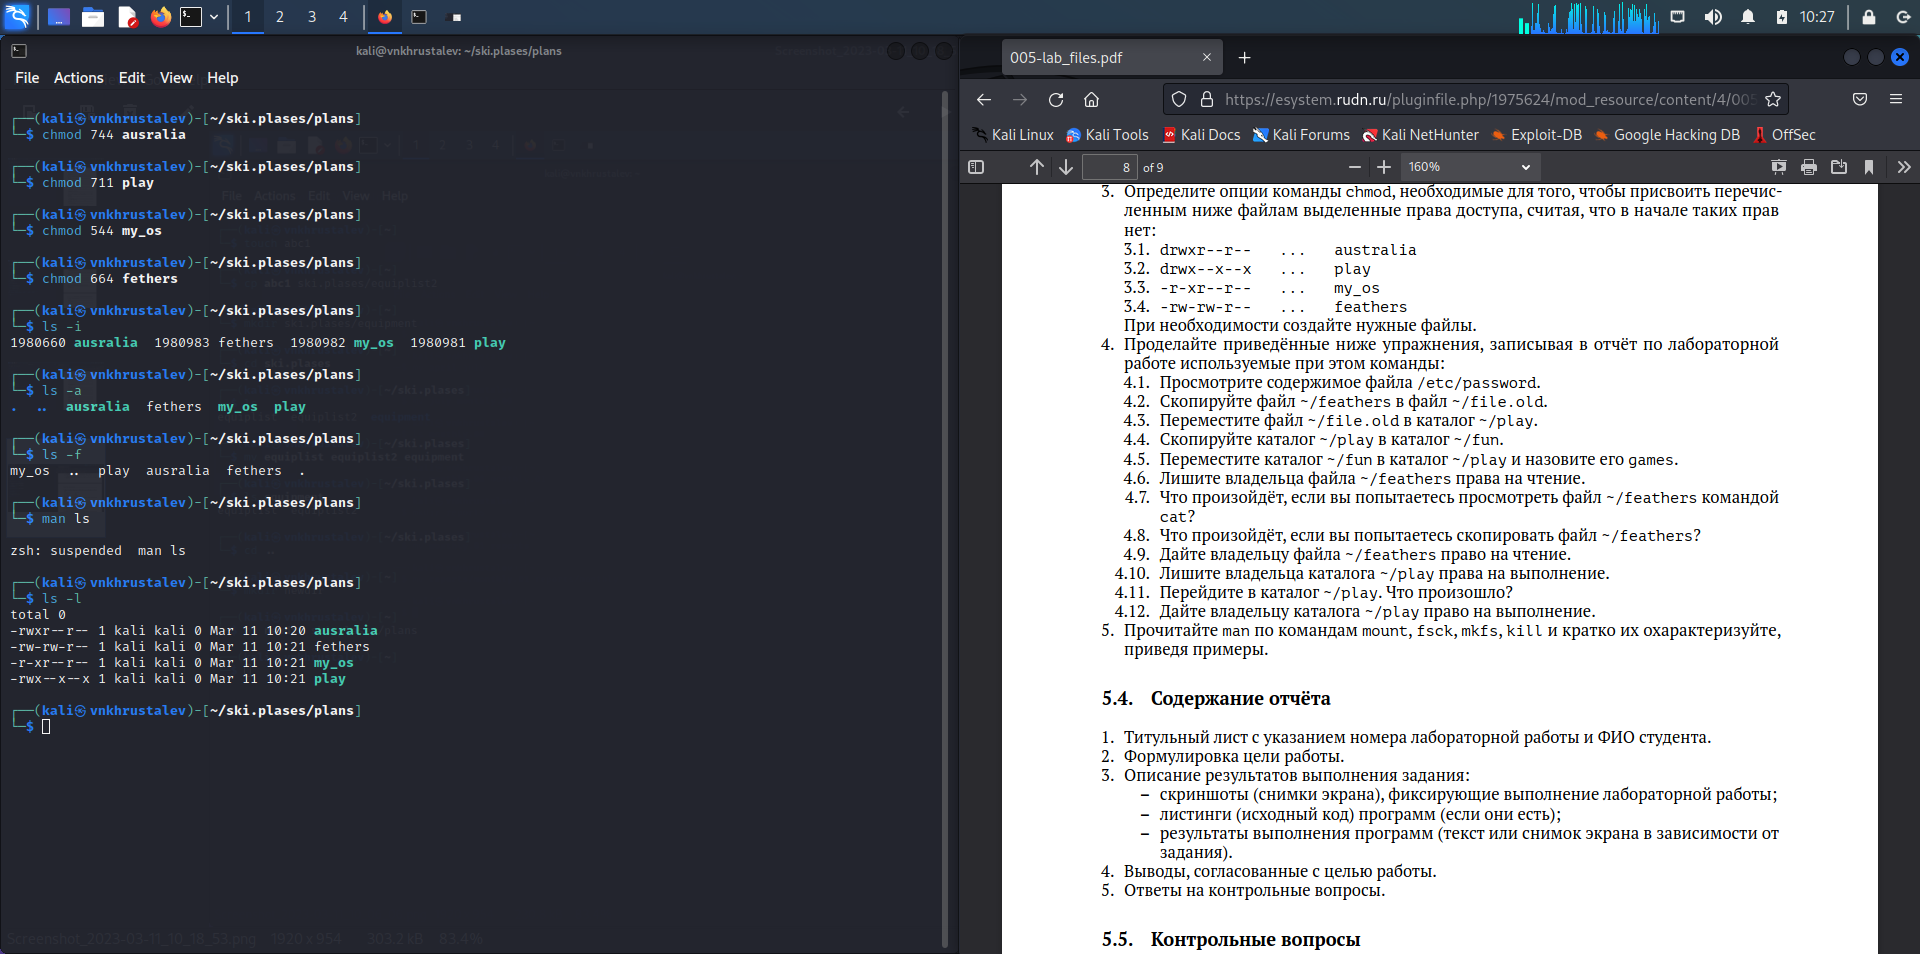 1 2 3 4
10:27
kali@vnkhrustalev: ~/ski.plases/plans
File Actions Edit View Help
┌──(kali㉿vnkhrustalev)-[~/ski.plases/plans]
└─$ chmod 744 ausralia
┌──(kali㉿vnkhrustalev)-[~/ski.plases/plans]
└─$ chmod 711 play
┌──(kali㉿vnkhrustalev)-[~/ski.plases/plans]
└─$ chmod 544 my_os
┌──(kali㉿vnkhrustalev)-[~/ski.plases/plans]
└─$ chmod 664 fethers
┌──(kali㉿vnkhrustalev)-[~/ski.plases/plans]
└─$ ls -i
1980660 ausralia 1980983 fethers 1980982 my_os 1980981 play
┌──(kali㉿vnkhrustalev)-[~/ski.plases/plans]
└─$ ls -a
. .. ausralia fethers my_os play
┌──(kali㉿vnkhrustalev)-[~/ski.plases/plans]
└─$ ls -f
my_os .. play ausralia fethers .
┌──(kali㉿vnkhrustalev)-[~/ski.plases/plans]
└─$ man ls
zsh: suspended man ls
┌──(kali㉿vnkhrustalev)-[~/ski.plases/plans]
└─$ ls -l
total 0
-rwxr--r-- 1 kali kali 0 Mar 11 10:20 ausralia
-rw-rw-r-- 1 kali kali 0 Mar 11 10:21 fethers
-r-xr--r-- 1 kali kali 0 Mar 11 10:21 my_os
-rwx--x--x 1 kali kali 0 Mar 11 10:21 play
┌──(kali㉿vnkhrustalev)-[~/ski.plases/plans]
└─$
Screenshot_2023-03-11_10_18_53.png 1920 x 954 303.2 kB 83.4%
005-lab_files.pdf
https://esystem.rudn.ru/pluginfile.php/1975624/mod_resource/content/4/005
Kali Linux Kali Tools Kali Docs Kali Forums Kali NetHunter Exploit-DB Google Hacking DB OffSec
8 of 9 160%
3. Определите опции команды chmod, необходимые для того, чтобы присвоить перечис-
ленным ниже файлам выделенные права доступа, считая, что в начале таких прав
нет:
3.1. drwxr--r-- ... australia
3.2. drwx--x--x ... play
3.3. -r-xr--r-- ... my_os
3.4. -rw-rw-r-- ... feathers
При необходимости создайте нужные файлы.
4. Проделайте приведённые ниже упражнения, записывая в отчёт по лабораторной
работе используемые при этом команды:
4.1. Просмотрите содержимое файла /etc/password.
4.2. Скопируйте файл ~/feathers в файл ~/file.old.
4.3. Переместите файл ~/file.old в каталог ~/play.
4.4. Скопируйте каталог ~/play в каталог ~/fun.
4.5. Переместите каталог ~/fun в каталог ~/play и назовите его games.
4.6. Лишите владельца файла ~/feathers права на чтение.
4.7. Что произойдёт, если вы попытаетесь просмотреть файл ~/feathers командой
cat?
4.8. Что произойдёт, если вы попытаетесь скопировать файл ~/feathers?
4.9. Дайте владельцу файла ~/feathers право на чтение.
4.10. Лишите владельца каталога ~/play права на выполнение.
4.11. Перейдите в каталог ~/play. Что произошло?
4.12. Дайте владельцу каталога ~/play право на выполнение.
5. Прочитайте man по командам mount, fsck, mkfs, kill и кратко их охарактеризуйте,
приведя примеры.
5.4. Содержание отчёта
1. Титульный лист с указанием номера лабораторной работы и ФИО студента.
2. Формулировка цели работы.
3. Описание результатов выполнения задания:
– скриншоты (снимки экрана), фиксирующие выполнение лабораторной работы;
– листинги (исходный код) программ (если они есть);
– результаты выполнения программ (текст или снимок экрана в зависимости от
задания).
4. Выводы, согласованные с целью работы.
5. Ответы на контрольные вопросы.
5.5. Контрольные вопросы